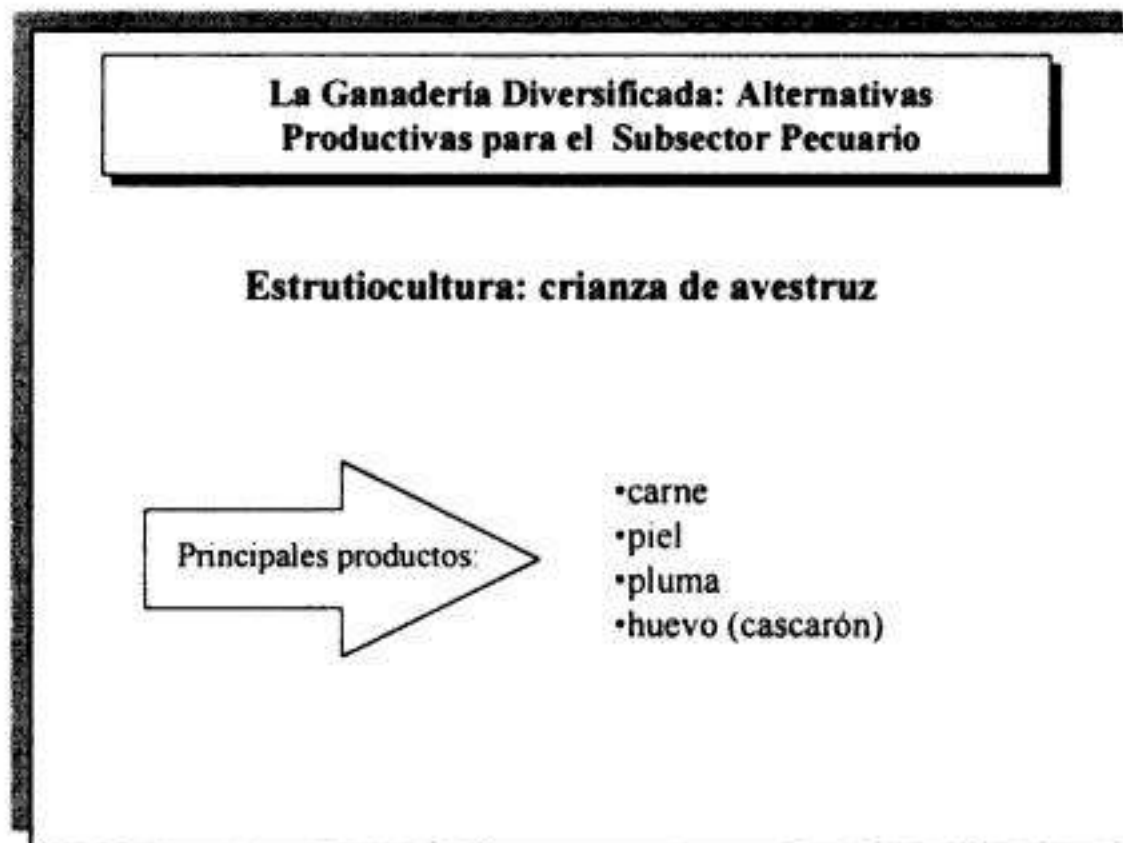 La Ganadería Diversificada: Alternativas
Productivas para el Subsector Pecuario
Estrutiocultura: crianza de avestruz
Principales productos:
•carne
•piel
•pluma
•huevo (cascarón)